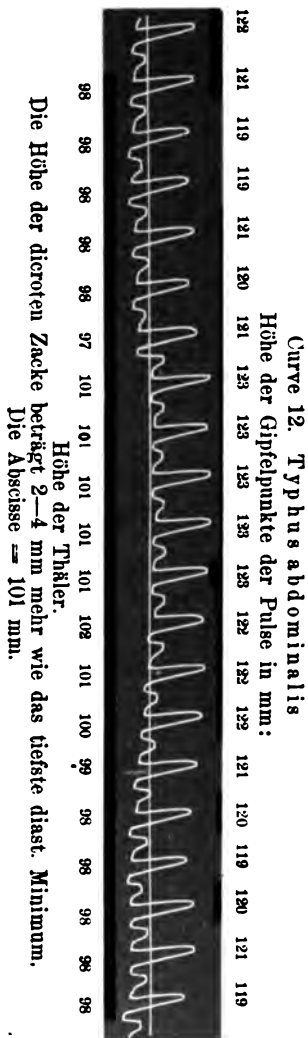 Curve 12. Typhus abdominalis
Höhe der Gipfelpunkte der Pulse in mm:
122 121 119 119 121 120 121 123 123 123 123 123 122 122 122 121 120 119 120 121 119
98 98 98 98 98 97 101 101 101 101 101 102 101 100 99 98 98 98 98 98
Höhe der Thäler.
Die Höhe der dicroten Zacke beträgt 2—4 mm mehr wie das tiefste diast. Minimum.
Die Abscisse = 101 mm.